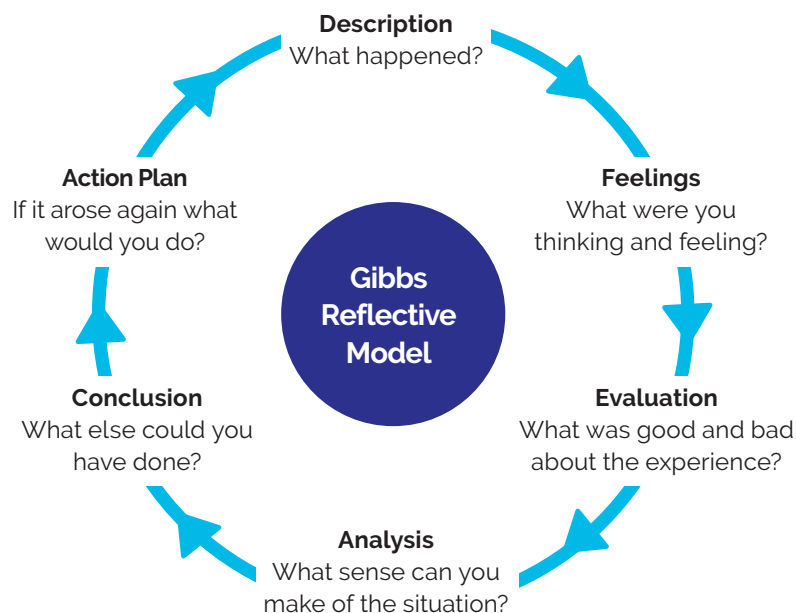 Description
What happened?
Feelings
What were you
thinking and feeling?
Evaluation
What was good and bad
about the experience?
Analysis
What sense can you
make of the situation?
Conclusion
What else could you
have done?
Action Plan
If it arose again what
would you do?
Gibbs
Reflective
Model